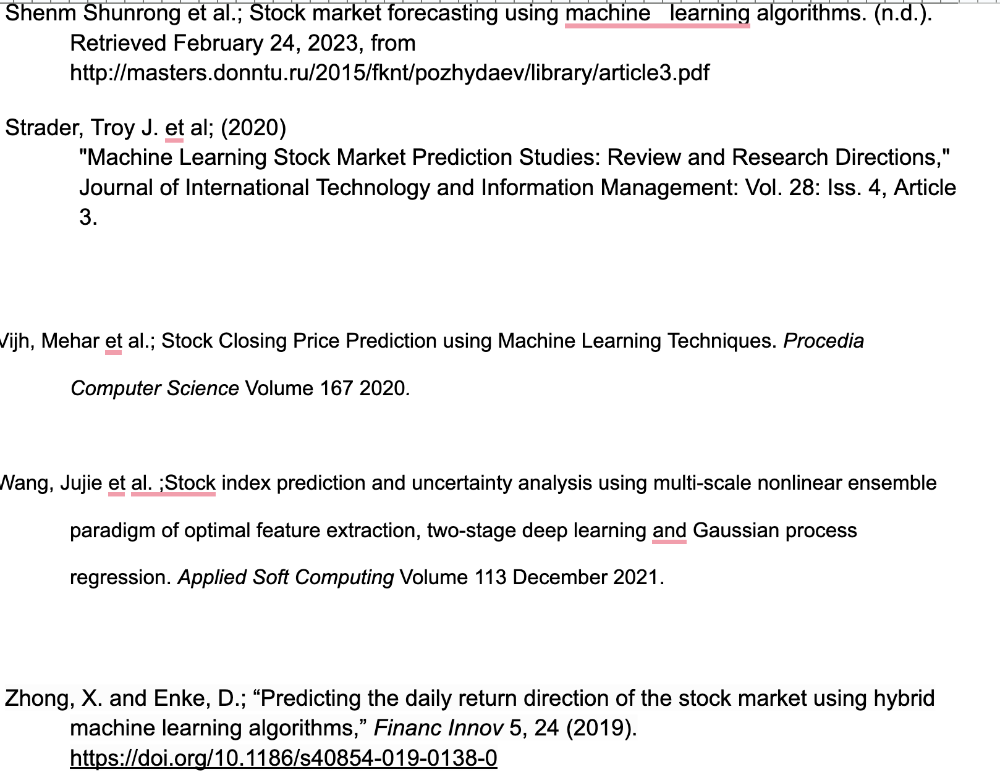 Shenm Shunrong et al.; Stock market forecasting using machine   learning algorithms. (n.d.).
Retrieved February 24, 2023, from
http://masters.donntu.ru/2015/fknt/pozhydaev/library/article3.pdf
Strader, Troy J. et al; (2020)
"Machine Learning Stock Market Prediction Studies: Review and Research Directions,"
Journal of International Technology and Information Management: Vol. 28: Iss. 4, Article
3.
Vijh, Mehar et al.; Stock Closing Price Prediction using Machine Learning Techniques. Procedia
Computer Science Volume 167 2020.
Wang, Jujie et al. ;Stock index prediction and uncertainty analysis using multi-scale nonlinear ensemble
paradigm of optimal feature extraction, two-stage deep learning and Gaussian process
regression. Applied Soft Computing Volume 113 December 2021.
Zhong, X. and Enke, D.; “Predicting the daily return direction of the stock market using hybrid
machine learning algorithms,” Financ Innov 5, 24 (2019).
https://doi.org/10.1186/s40854-019-0138-0